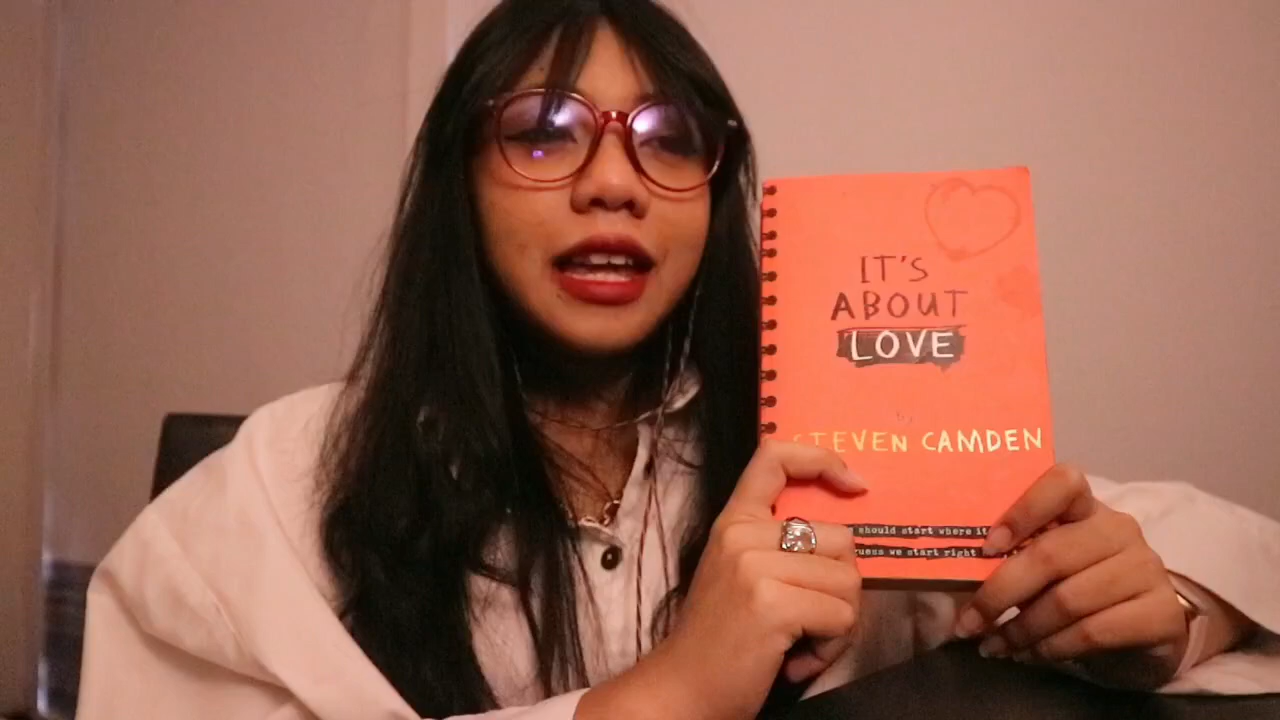 IT'S
ABOUT
LOVE
by
STEVEN CAMDEN
should start where it
guess we start right